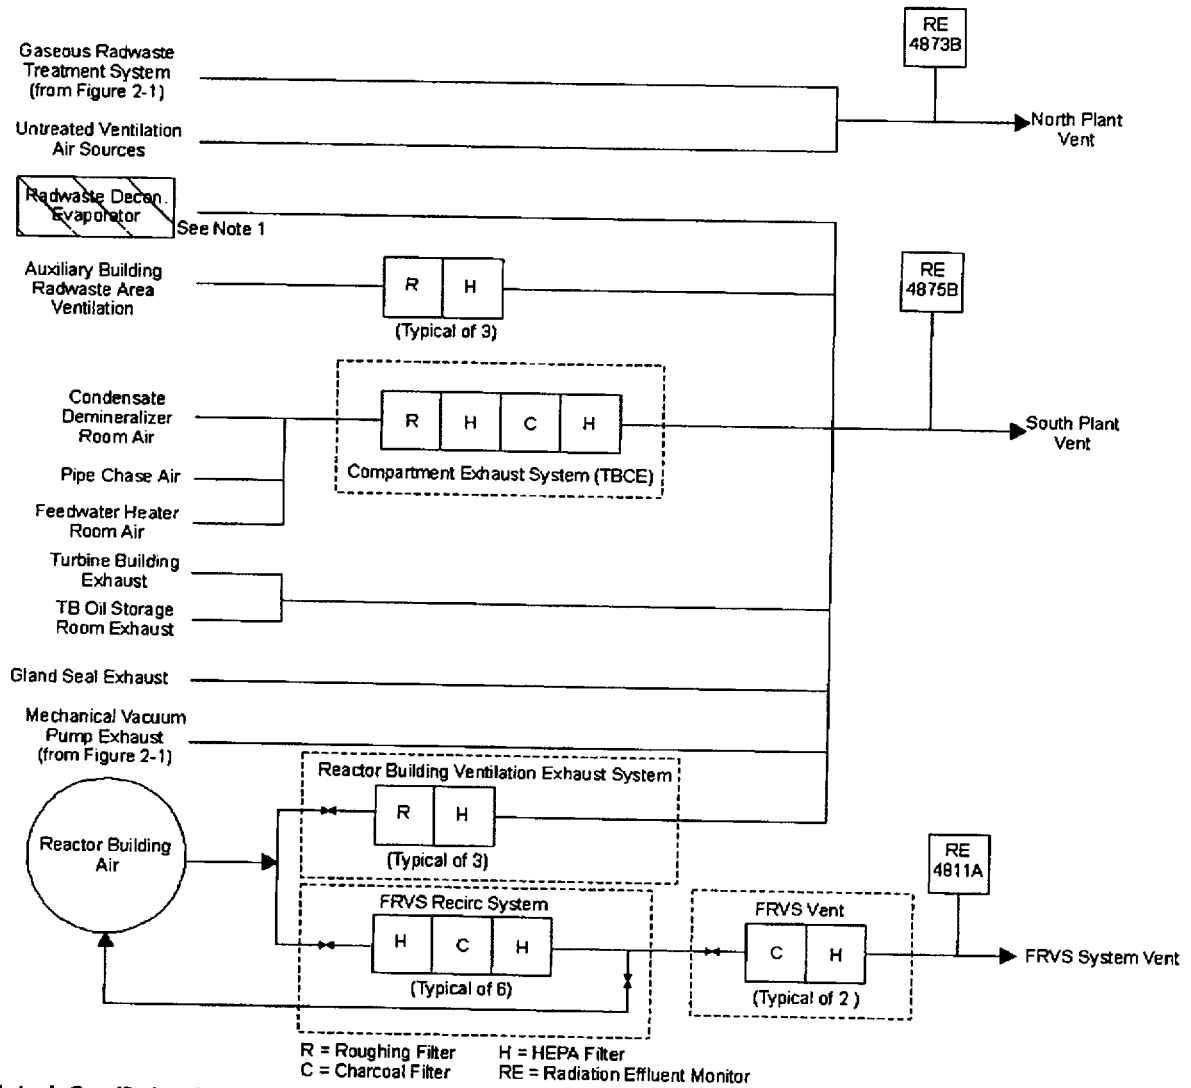 RE
4873B
Gaseous Radwaste
Treatment System
(from Figure 2-1)
North Plant
Vent
Untreated Ventilation
Air Sources
Radwaste Decon.
Evaporator
See Note 1
RE
4875B
Auxiliary Building
Radwaste Area
Ventilation
R H
(Typical of 3)
Condensate
Demineralizer
Room Air
R H C H
South Plant
Vent
Pipe Chase Air
Compartment Exhaust System (TBCE)
Feedwater Heater
Room Air
Turbine Building
Exhaust
TB Oil Storage
Room Exhaust
Gland Seal Exhaust
Mechanical Vacuum
Pump Exhaust
(from Figure 2-1)
Reactor Building Ventilation Exhaust System
R H
(Typical of 3)
Reactor Building
Air
RE
4811A
FRVS Recirc System
H C H
(Typical of 6)
FRVS Vent
C H
(Typical of 2 )
FRVS System Vent
R = Roughing Filter H = HEPA Filter
C = Charcoal Filter RE = Radiation Effluent Monitor